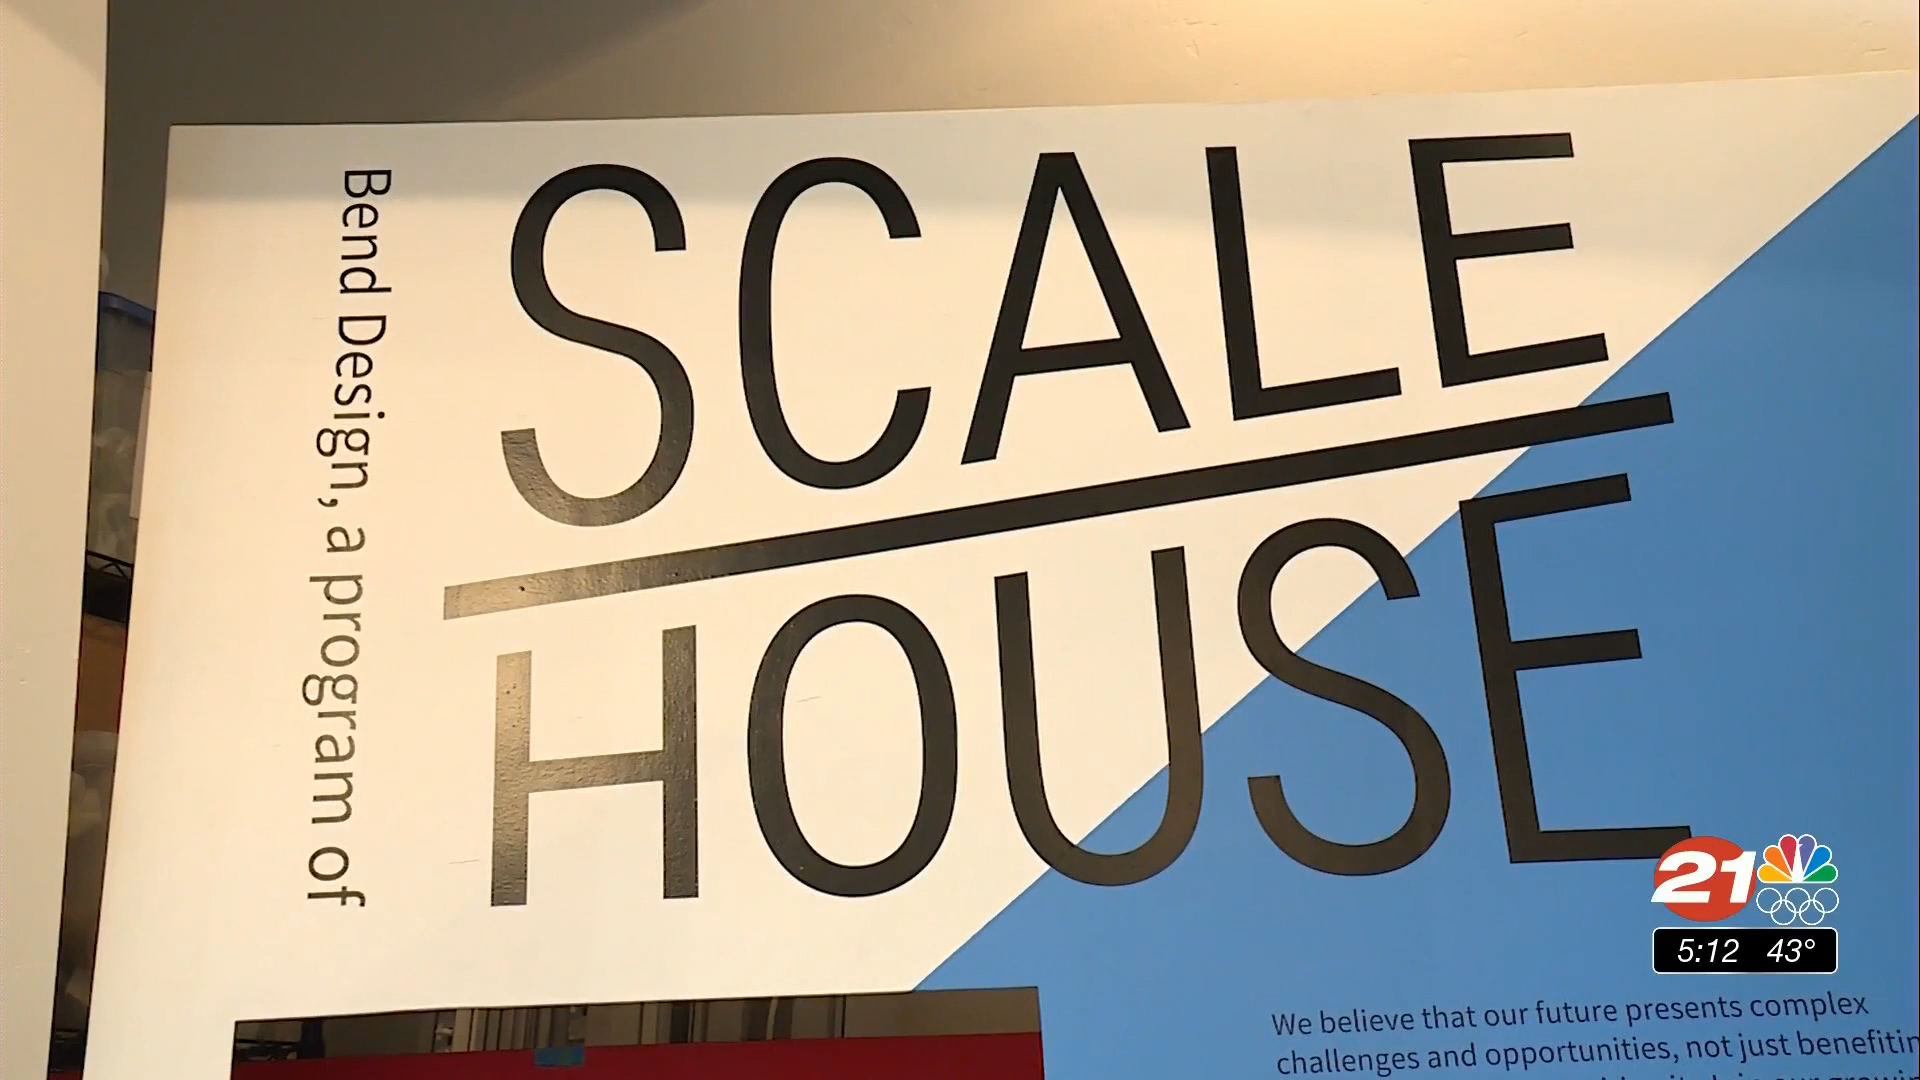 Bend Design, a program of
SCALE
HOUSE
21
5:12 43°
We believe that our future presents complex
challenges and opportunities, not just benefitin